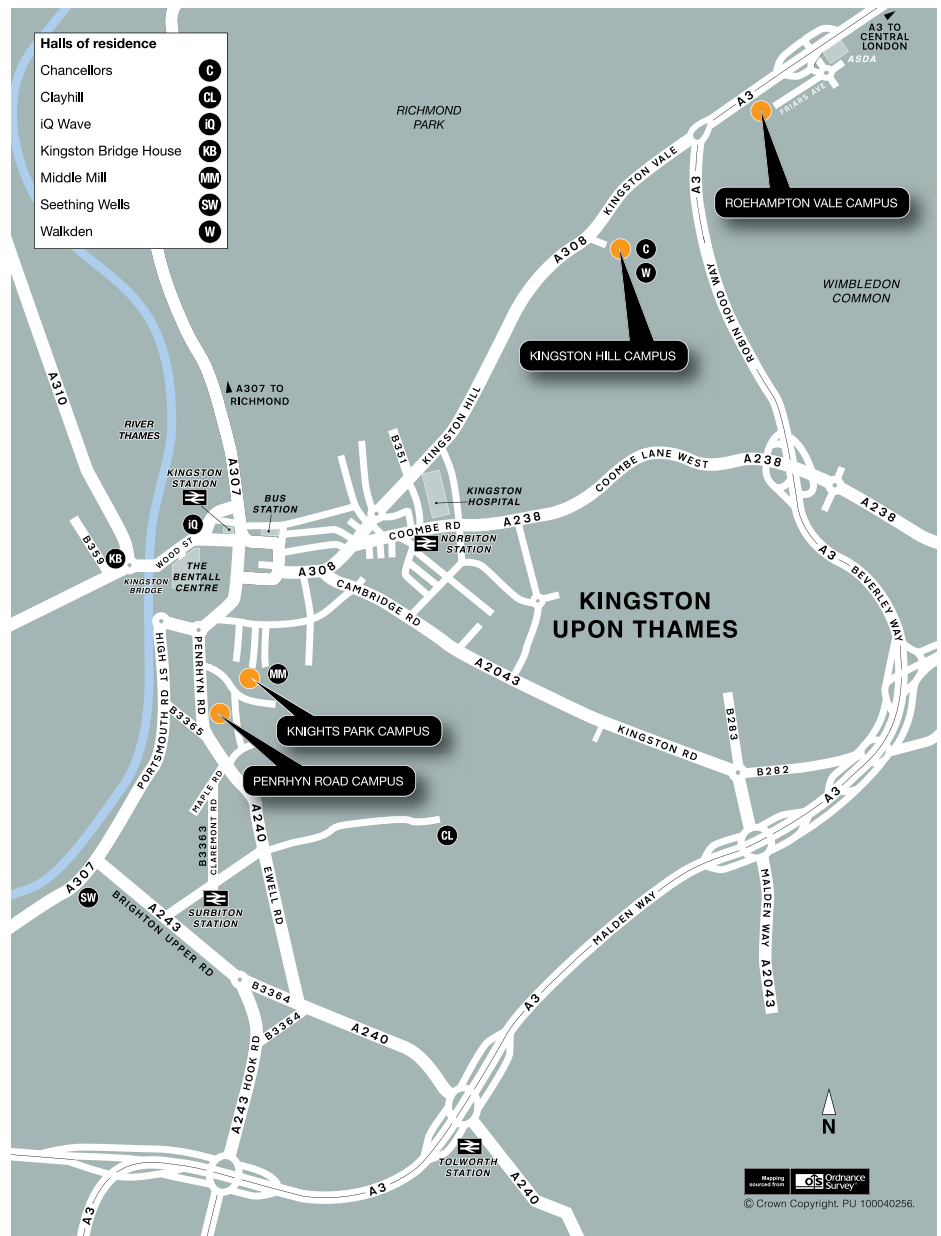 Halls of residence
Chancellors C
Clayhill CL
iQ Wave iQ
Kingston Bridge House KB
Middle Mill MM
Seething Wells SW
Walkden W
A3 TO
CENTRAL
LONDON
ASDA
FRIARS AVE
A3
RICHMOND
PARK
KINGSTON VALE
A3
ROEHAMPTON VALE CAMPUS
A308
C
W
ROBIN HOOD WAY
WIMBLEDON
COMMON
KINGSTON HILL CAMPUS
A310
A307 TO
RICHMOND
RIVER
THAMES
A307
KINGSTON
STATION
BUS
STATION
iQ
B351
KINGSTON HILL
KINGSTON
HOSPITAL
COOMBE LANE WEST
A238
A238
COOMBE RD
A238
NORBITON
STATION
B359
KB
WOOD ST
KINGSTON
BRIDGE
THE
BENTALL
CENTRE
A308
CAMBRIDGE RD
A3
BEVERLEY WAY
KINGSTON
UPON THAMES
HIGH ST
PENRHYN RD
MM
A2043
B3365
KNIGHTS PARK CAMPUS
PORTSMOUTH RD
KINGSTON RD
B283
B282
PENRHYN ROAD CAMPUS
MAPLE RD
B3363
CLAREMONT RD
A240
A3
CL
A307
SW
EWELL RD
A243
SURBITON
STATION
BRIGHTON UPPER RD
MALDEN WAY
MALDEN WAY
A2043
B3364
B3364
A240
A3
HOOK RD
A243
N
TOLWORTH
STATION
A240
A3
A3
Mapping
sourced from
Ordnance
Survey®
© Crown Copyright. PU 100040256.